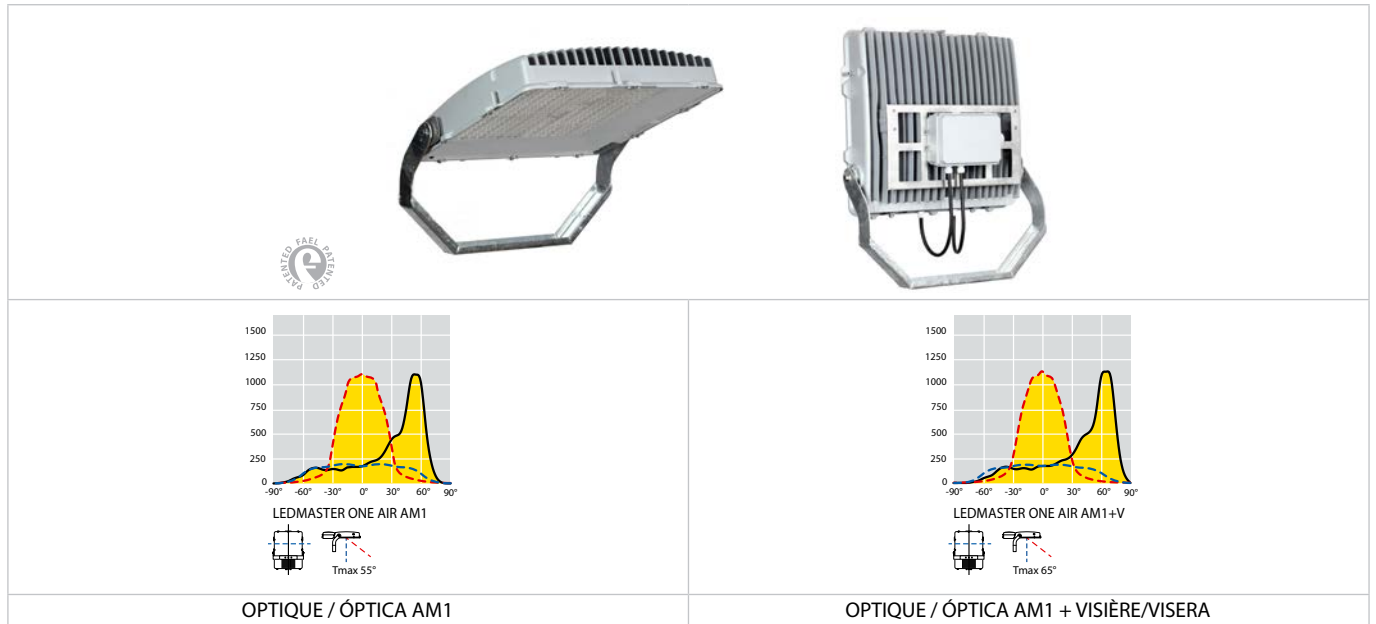 PATENTED FAEL PATENTED
1500
1250
1000
750
500
250
0
-90° -60° -30° 0° 30° 60° 90°
LEDMASTER ONE AIR AM1
Tmax 55°
OPTIQUE / ÓPTICA AM1
1500
1250
1000
750
500
250
0
-90° -60° -30° 0° 30° 60° 90°
LEDMASTER ONE AIR AM1+V
Tmax 65°
OPTIQUE / ÓPTICA AM1 + VISIÈRE/VISERA